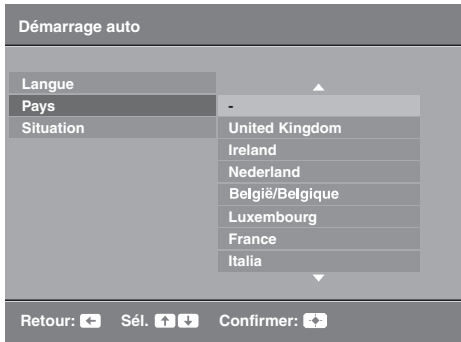 Démarrage auto
Langue
Pays
-
Situation
United Kingdom
Ireland
Nederland
België/Belgique
Luxembourg
France
Italia
Retour: Sél. Confirmer: